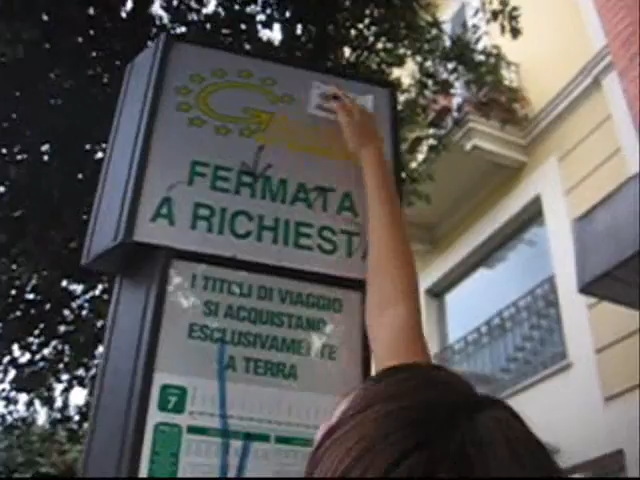 FERMATA
A RICHIESTA
I TITOLI DI VIAGGIO
SI ACQUISTANO
ESCLUSIVAMENTE
A TERRA
7